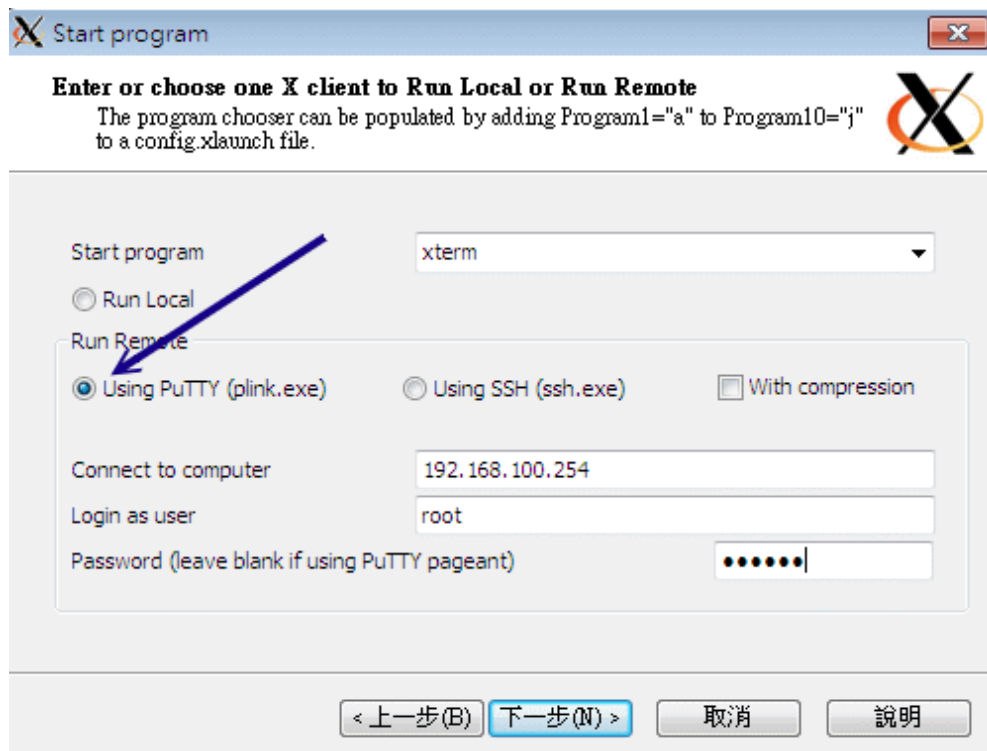 Start program
Enter or choose one X client to Run Local or Run Remote
The program chooser can be populated by adding Program1="a" to Program10="j"
to a config.xlaunch file.
Start program xterm
Run Local
Run Remote
Using PuTTY (plink.exe) Using SSH (ssh.exe) With compression
Connect to computer 192.168.100.254
Login as user root
Password (leave blank if using PuTTY pageant) ●●●●●●
<上一步(B) 下一步(N)> 取消 說明